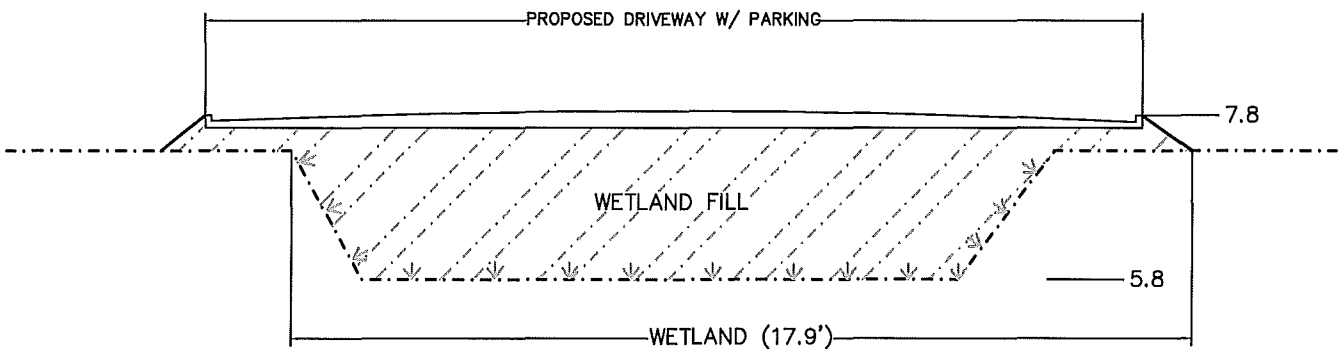 PROPOSED DRIVEWAY W/ PARKING
7.8
WETLAND FILL
5.8
WETLAND (17.9')